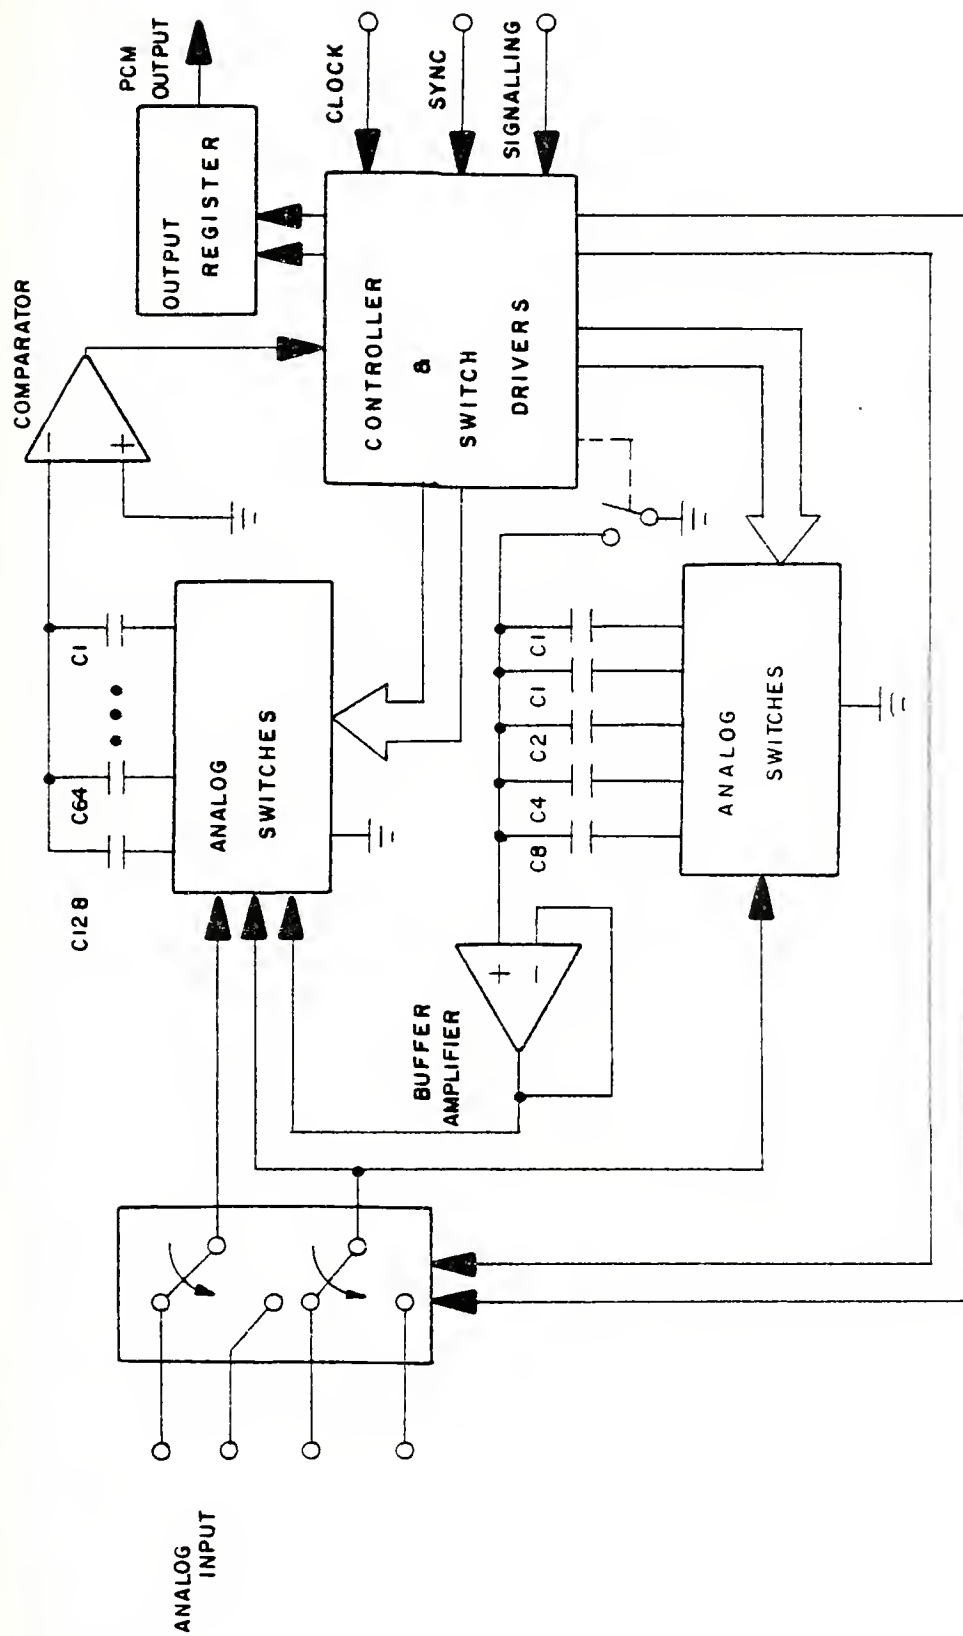 ANALOG
INPUT
C128
C64
C1
ANALOG
SWITCHES
COMPARATOR
−
+
PCM
OUTPUT
OUTPUT
REGISTER
CLOCK
SYNC
SIGNALLING
CONTROLLER
&
SWITCH
DRIVERS
BUFFER
AMPLIFIER
+
−
C8
C4
C2
C1
C1
ANALOG
SWITCHES